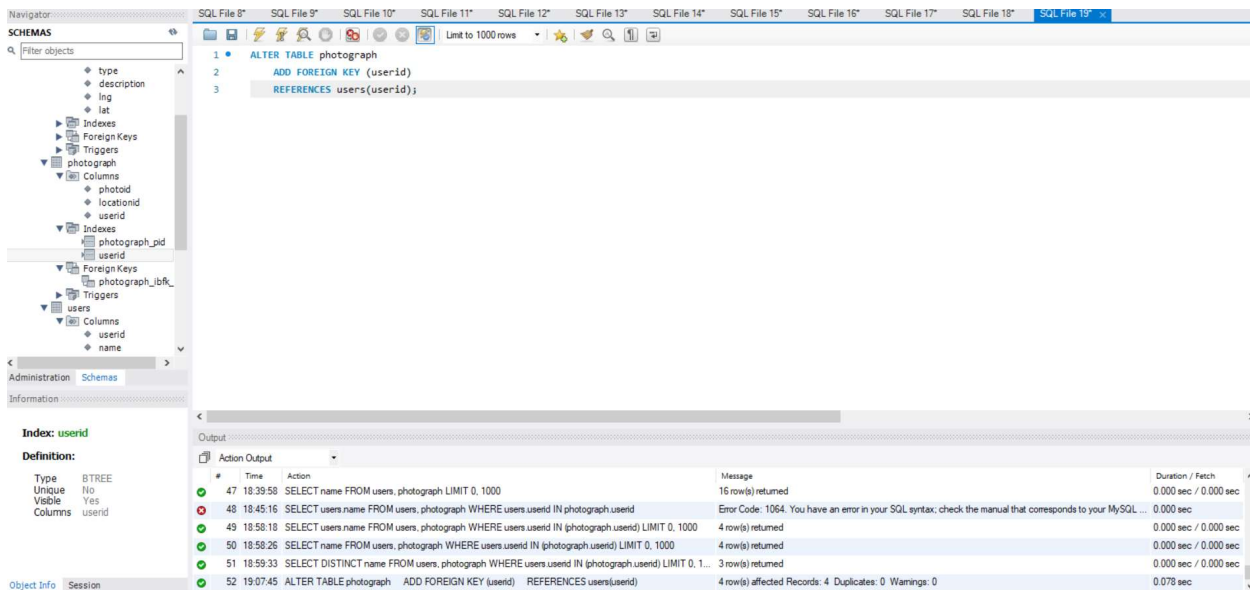 Navigator
SQL File 8* SQL File 9* SQL File 10* SQL File 11* SQL File 12* SQL File 13* SQL File 14* SQL File 15* SQL File 16* SQL File 17* SQL File 18* SQL File 19*
SCHEMAS
Filter objects
Limit to 1000 rows
type
description
lng
lat
Indexes
Foreign Keys
Triggers
photograph
Columns
photoid
locationid
userid
Indexes
photograph_pid
userid
Foreign Keys
photograph_ibfk_
Triggers
users
Columns
userid
name
1 ALTER TABLE photograph
2 ADD FOREIGN KEY (userid)
3 REFERENCES users(userid);
Administration Schemas
Information
Index: userid
Definition:
Type BTREE
Unique No
Visible Yes
Columns userid
Object Info Session
Output
Action Output
# Time Action Message Duration / Fetch
47 18:39:58 SELECT name FROM users, photograph LIMIT 0, 1000 16 row(s) returned 0.000 sec / 0.000 sec
48 18:45:16 SELECT users.name FROM users, photograph WHERE users.userid IN photograph.userid Error Code: 1064. You have an error in your SQL syntax; check the manual that corresponds to your MySQL ... 0.000 sec
49 18:58:18 SELECT users.name FROM users, photograph WHERE users.userid IN (photograph.userid) LIMIT 0, 1000 4 row(s) returned 0.000 sec / 0.000 sec
50 18:58:26 SELECT name FROM users, photograph WHERE users.userid IN (photograph.userid) LIMIT 0, 1000 4 row(s) returned 0.000 sec / 0.000 sec
51 18:59:33 SELECT DISTINCT name FROM users, photograph WHERE users.userid IN (photograph.userid) LIMIT 0, 1... 3 row(s) returned 0.000 sec / 0.000 sec
52 19:07:45 ALTER TABLE photograph ADD FOREIGN KEY (userid) REFERENCES users(userid) 4 row(s) affected Records: 4 Duplicates: 0 Warnings: 0 0.078 sec